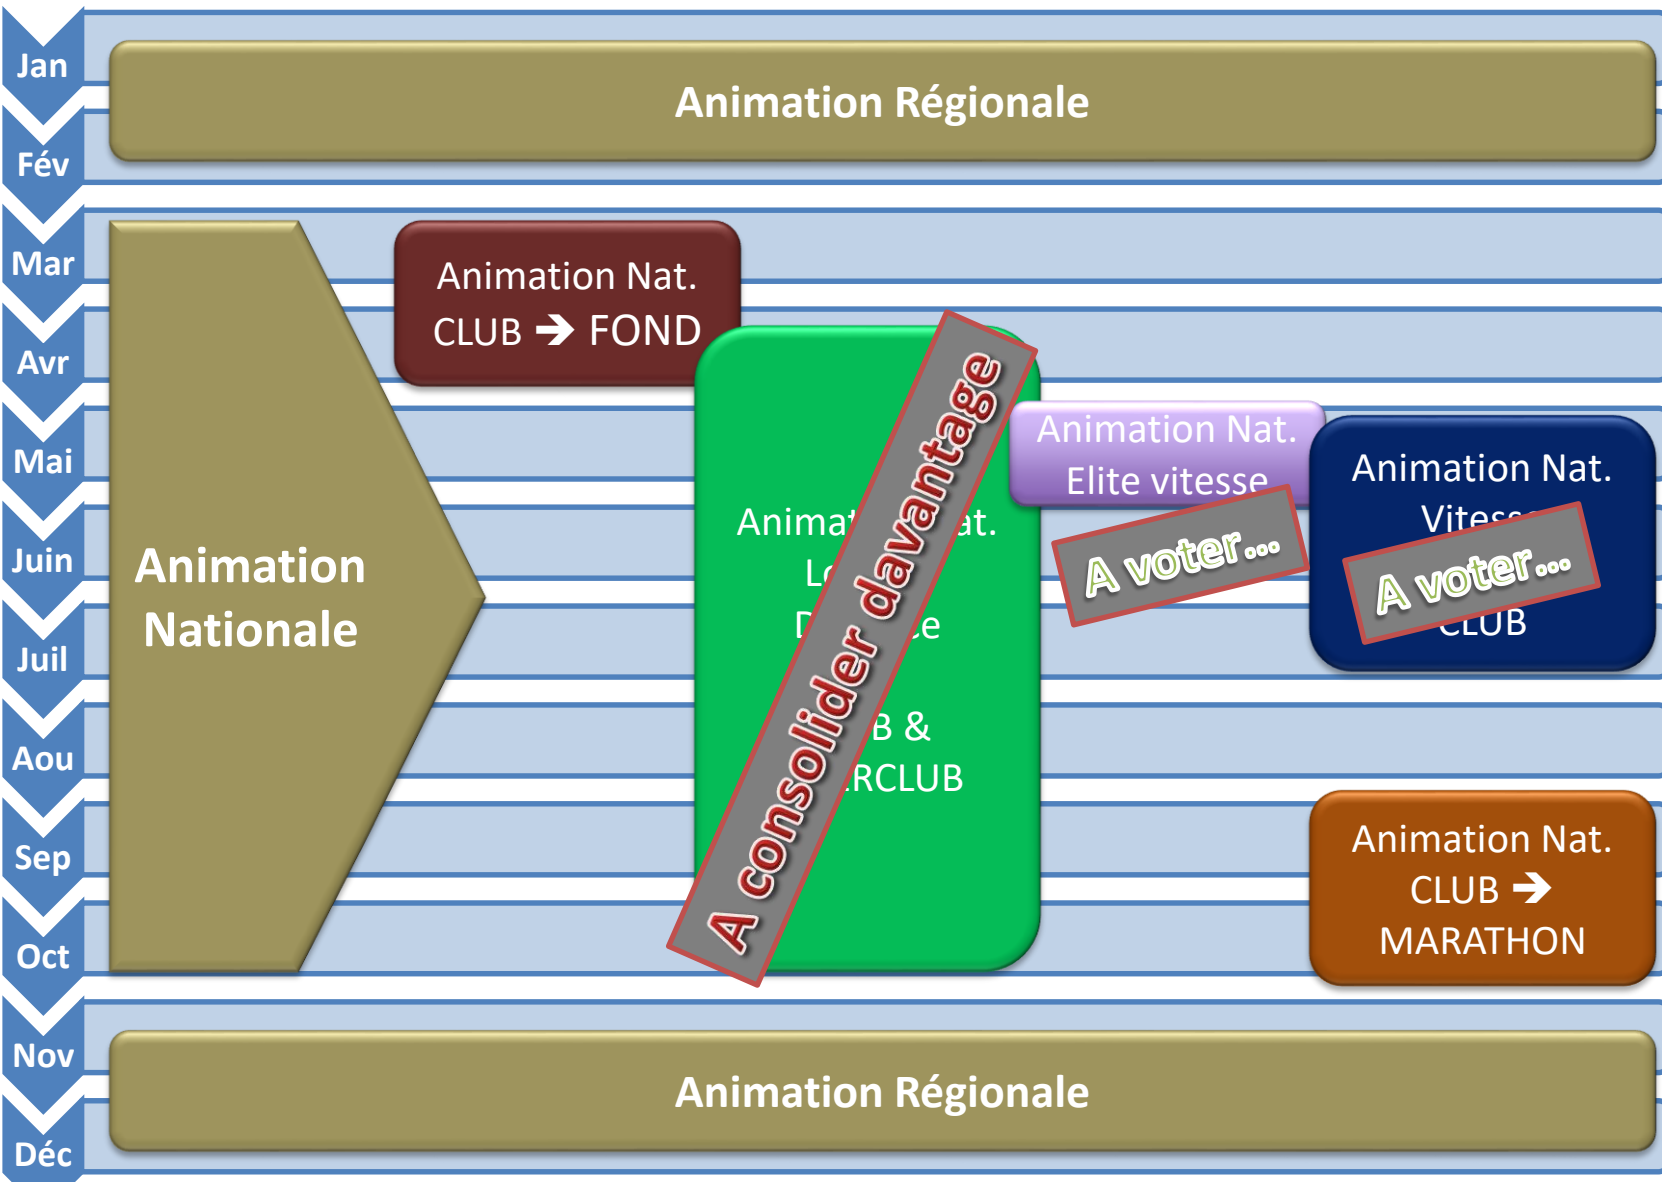 Jan
Animation Régionale
Fév
Mar
Animation Nat.
CLUB ➔ FOND
Avr
Mai
Animation Nat.
Elite vitesse
A voter...
Animation Nat.
Vitesse
A voter...
CLUB
Juin
Animation
Nationale
A consolider davantage
B &
RCLUB
Juil
Aou
Sep
Animation Nat.
CLUB ➔
MARATHON
Oct
Nov
Animation Régionale
Déc